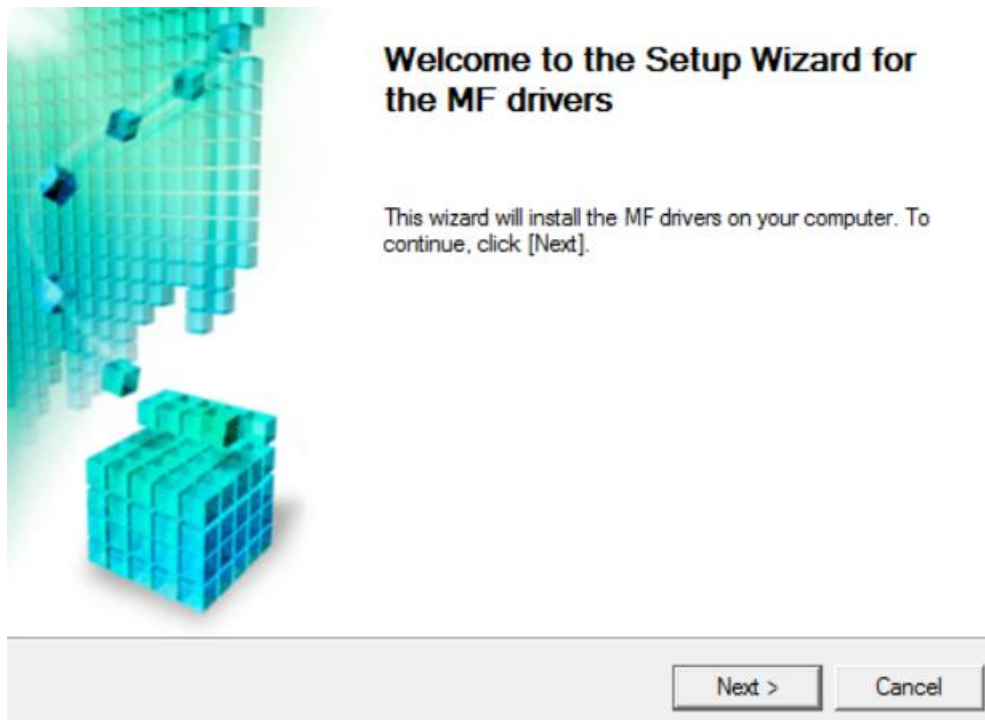 Welcome to the Setup Wizard for
the MF drivers
This wizard will install the MF drivers on your computer. To
continue, click [Next].
Next >
Cancel